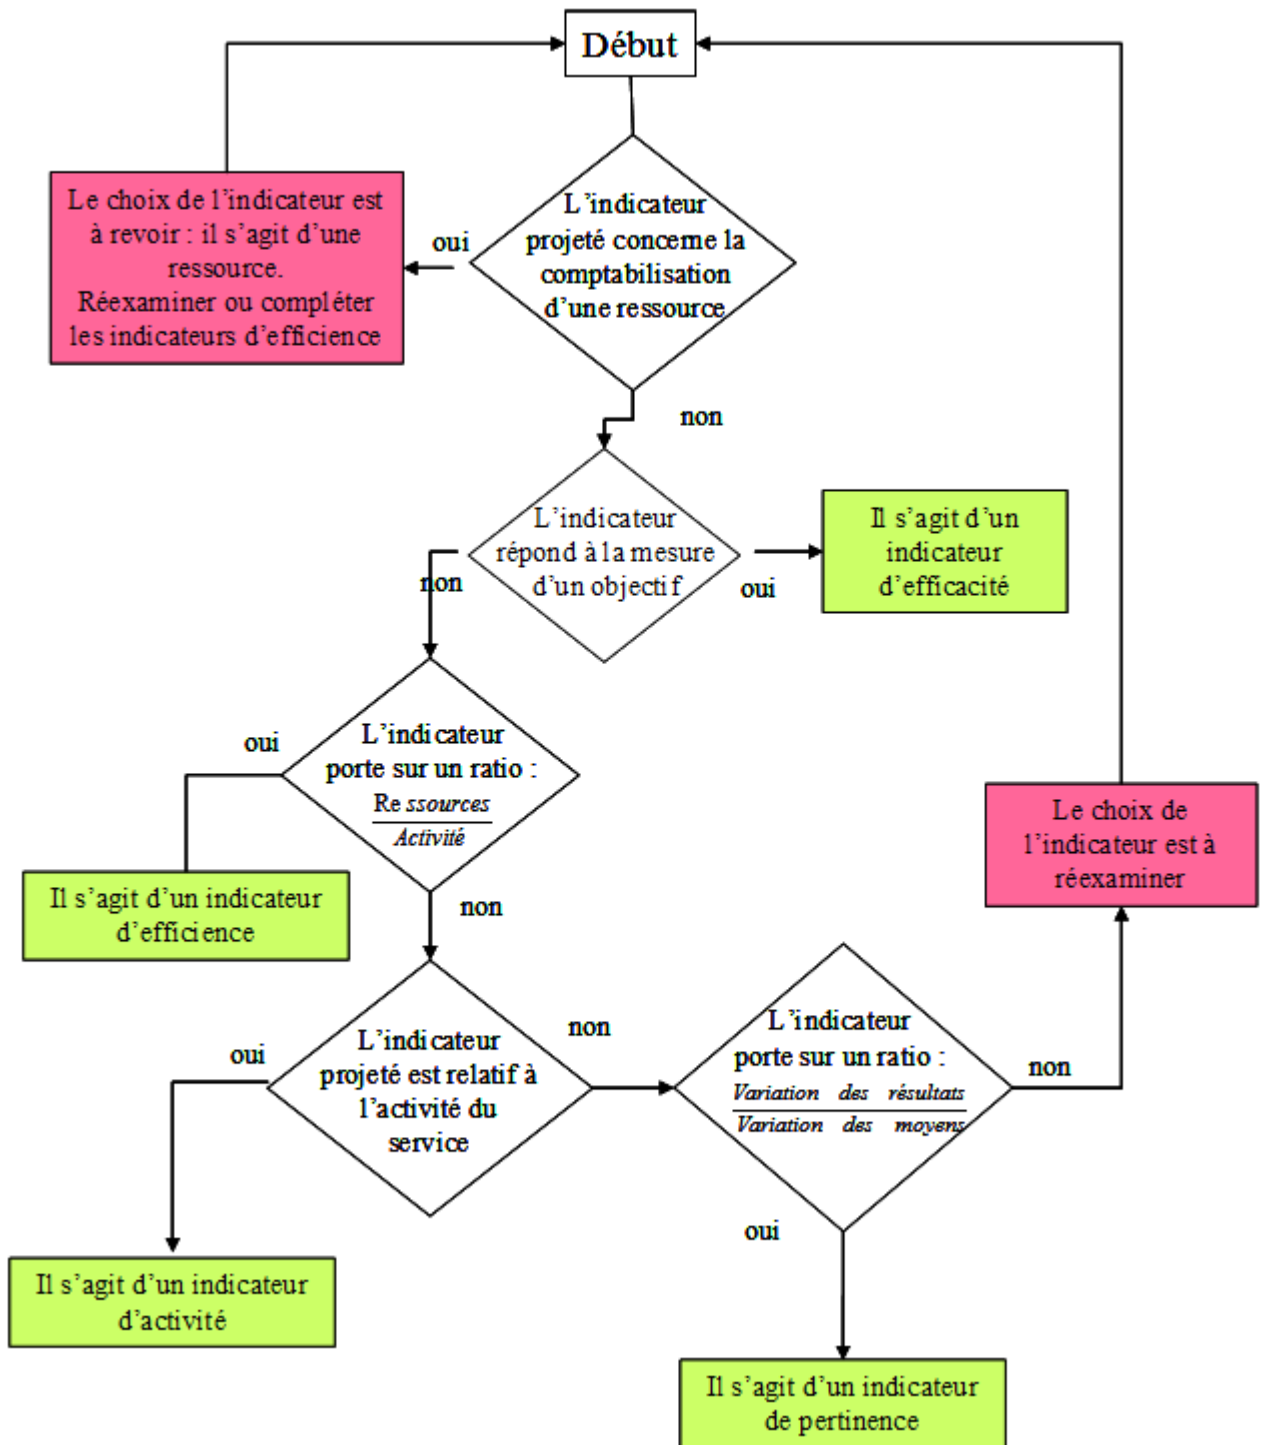 Début
L'indicateur
projeté concerne la
comptabilisation
d'une ressource
oui
Le choix de l'indicateur est
à revoir : il s'agit d'une
ressource.
Réexaminer ou compléter
les indicateurs d'efficience
non
L'indicateur
répond à la mesure
d'un objectif
oui
Il s'agit d'un
indicateur
d'efficacité
non
L'indicateur
porte sur un ratio :
Re ssources
Activité
oui
Il s'agit d'un indicateur
d'efficience
non
L'indicateur
projeté est relatif à
l'activité du
service
oui
Il s'agit d'un indicateur
d'activité
non
L'indicateur
porte sur un ratio :
Variation des résultats
Variation des moyens
non
Le choix de
l'indicateur est à
réexaminer
oui
Il s'agit d'un indicateur
de pertinence